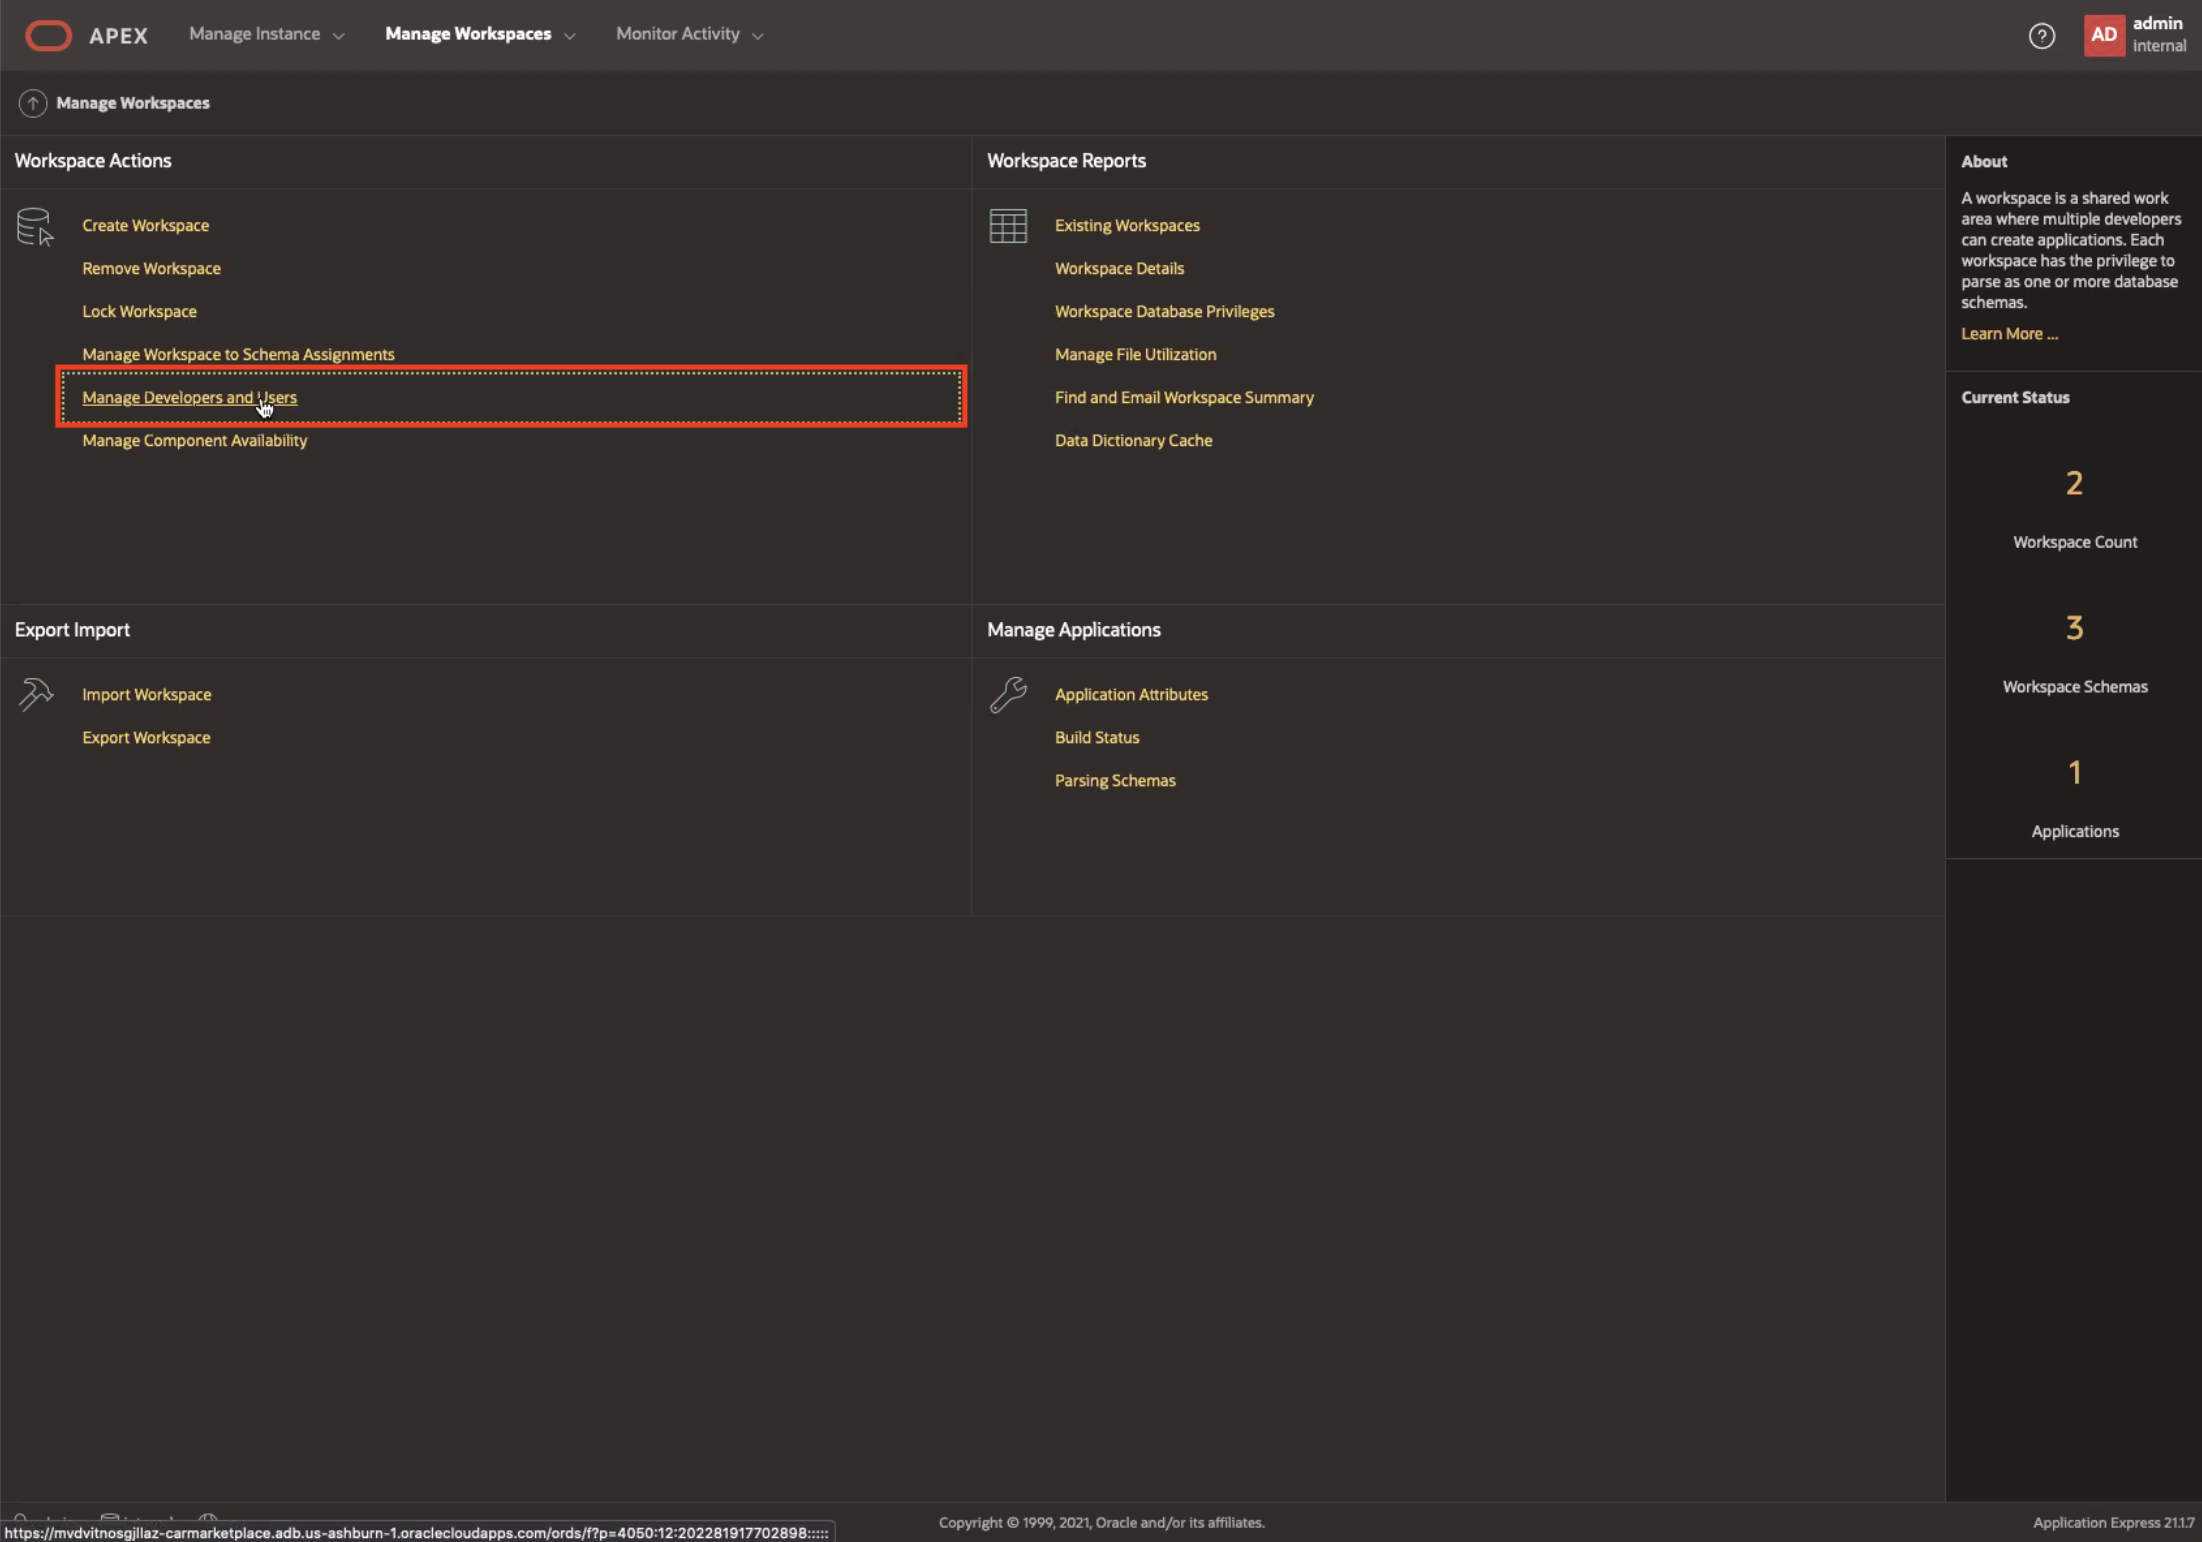 APEX
Manage Instance
Manage Workspaces
Monitor Activity
?
AD
admin
internal
Manage Workspaces
Workspace Actions
Create Workspace
Remove Workspace
Lock Workspace
Manage Workspace to Schema Assignments
Manage Developers and Users
Manage Component Availability
Workspace Reports
Existing Workspaces
Workspace Details
Workspace Database Privileges
Manage File Utilization
Find and Email Workspace Summary
Data Dictionary Cache
About
A workspace is a shared work
area where multiple developers
can create applications. Each
workspace has the privilege to
parse as one or more database
schemas.
Learn More ...
Current Status
2
Workspace Count
3
Workspace Schemas
1
Applications
Export Import
Import Workspace
Export Workspace
Manage Applications
Application Attributes
Build Status
Parsing Schemas
https://mvdvitnosgjllaz-carmarketplace.adb.us-ashburn-1.oraclecloudapps.com/ords/f?p=4050:12:202281917702898:::::
Copyright © 1999, 2021, Oracle and/or its affiliates.
Application Express 21.1.7